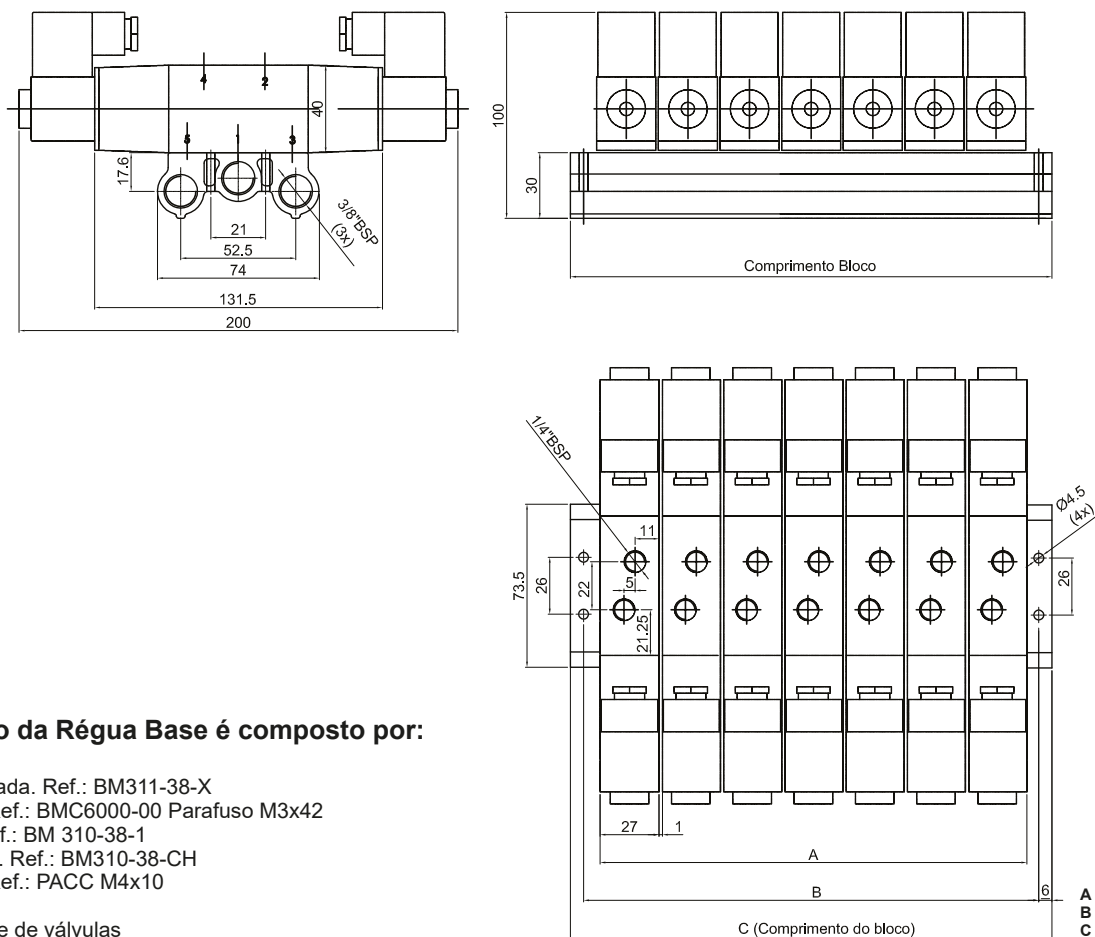 4
2
40
5
1
3
17.6
3/8"BSP
(3x)
21
52.5
74
131.5
200
100
30
Comprimento Bloco
1/4"BSP
Ø4.5
(4x)
11
73.5
26
22
5
21.25
26
27
1
A
B
6
C (Comprimento do bloco)
o da Régua Base é composto por:
ada. Ref.: BM311-38-X
ef.: BMC6000-00 Parafuso M3x42
f.: BM 310-38-1
. Ref.: BM310-38-CH
ef.: PACC M4x10
e de válvulas
A
B
C